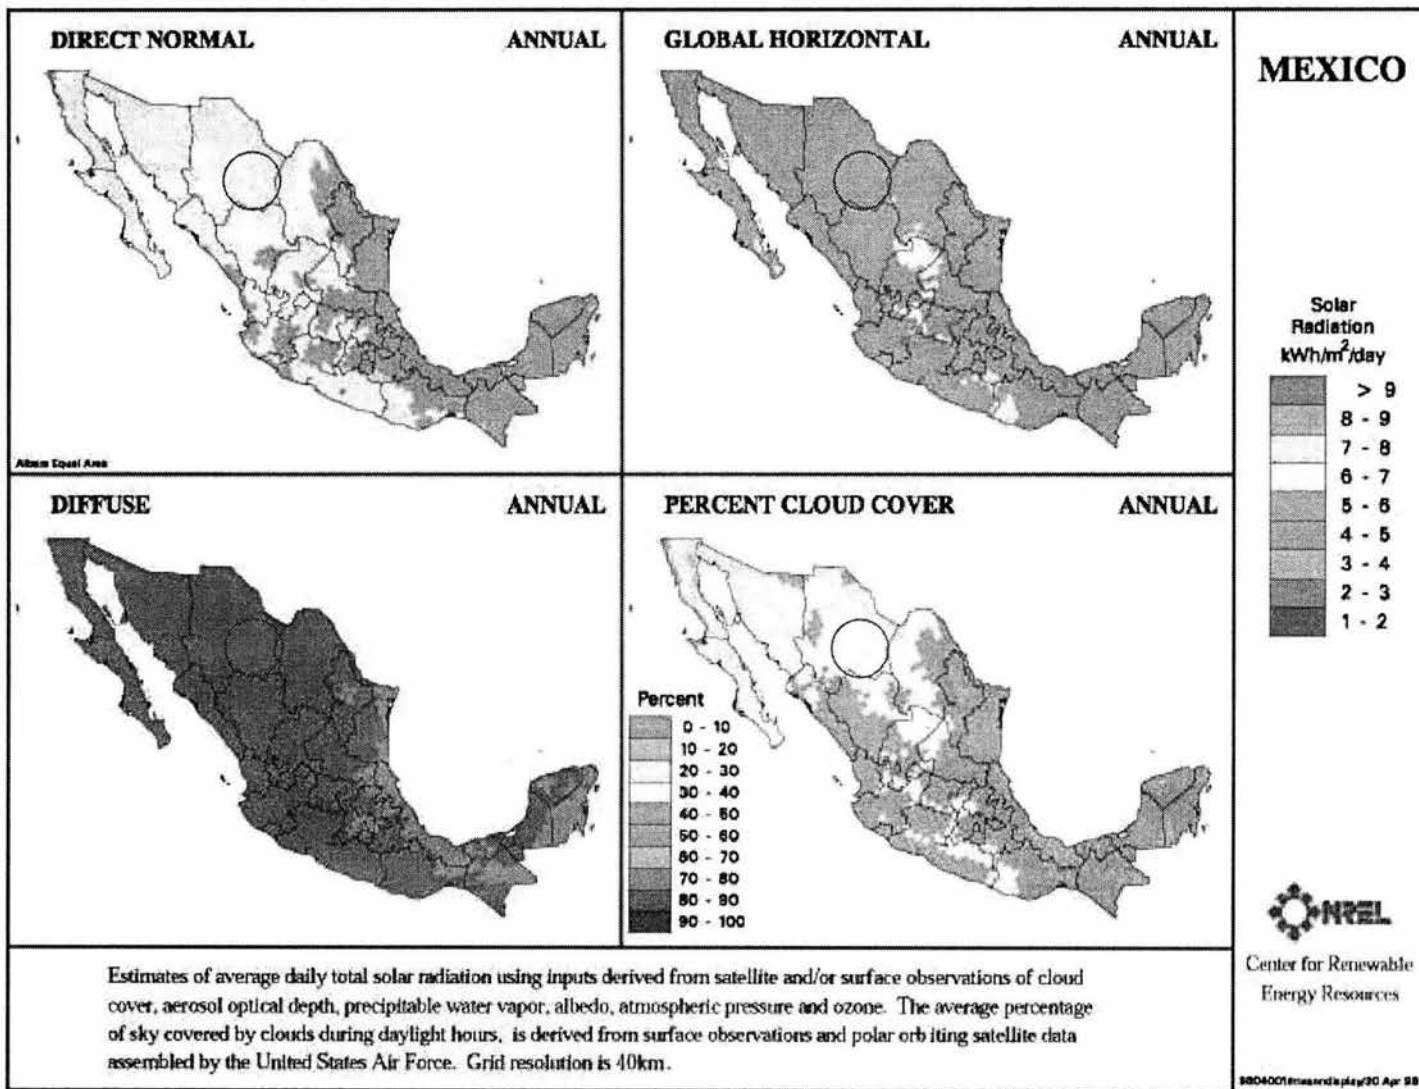 DIRECT NORMAL ANNUAL
GLOBAL HORIZONTAL ANNUAL
MEXICO
Albers Equal Area
Solar
Radiation
kWh/m²/day
> 9
8 - 9
7 - 8
6 - 7
5 - 6
4 - 5
3 - 4
2 - 3
1 - 2
DIFFUSE ANNUAL
PERCENT CLOUD COVER ANNUAL
Percent
0 - 10
10 - 20
20 - 30
30 - 40
40 - 50
50 - 60
60 - 70
70 - 80
80 - 90
90 - 100
NREL
Center for Renewable
Energy Resources
Estimates of average daily total solar radiation using inputs derived from satellite and/or surface observations of cloud
cover, aerosol optical depth, precipitable water vapor, albedo, atmospheric pressure and ozone. The average percentage
of sky covered by clouds during daylight hours, is derived from surface observations and polar orbiting satellite data
assembled by the United States Air Force. Grid resolution is 40km.